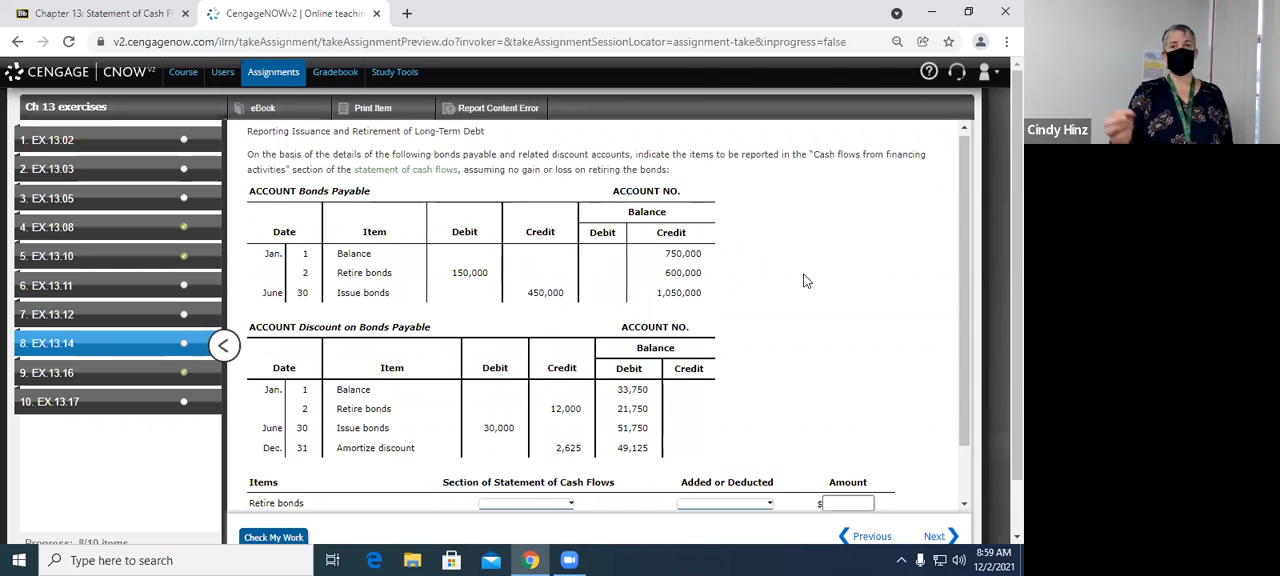 Chapter 13: Statement of Cash F
CengageNOWv2 | Online teachin
v2.cengagenow.com/ilrn/takeAssignment/takeAssignmentPreview.do?invoker=&takeAssignmentSessionLocator=assignment-take&inprogress=false
CENGAGE | CNOWV2 Course Users Assignments Gradebook Study Tools
Ch 13 exercises
eBook Print Item Report Content Error
1. EX.13.02
2. EX.13.03
3. EX.13.05
4. EX.13.08
5. EX.13.10
6. EX.13.11
7. EX.13.12
8. EX.13.14
9. EX.13.16
10. EX.13.17
Progress: 8/10 items
Reporting Issuance and Retirement of Long-Term Debt
On the basis of the details of the following bonds payable and related discount accounts, indicate the items to be reported in the "Cash flows from financing
activities" section of the statement of cash flows, assuming no gain or loss on retiring the bonds:
ACCOUNT Bonds Payable ACCOUNT NO.
Balance
Date Item Debit Credit Debit Credit
Jan. 1 Balance 750,000
2 Retire bonds 150,000 600,000
June 30 Issue bonds 450,000 1,050,000
ACCOUNT Discount on Bonds Payable ACCOUNT NO.
Balance
Date Item Debit Credit Debit Credit
Jan. 1 Balance 33,750
2 Retire bonds 12,000 21,750
June 30 Issue bonds 30,000 51,750
Dec. 31 Amortize discount 2,625 49,125
Items Section of Statement of Cash Flows Added or Deducted Amount
Retire bonds $
Check My Work
Previous Next
Cindy Hinz
Type here to search
8:59 AM
12/2/2021